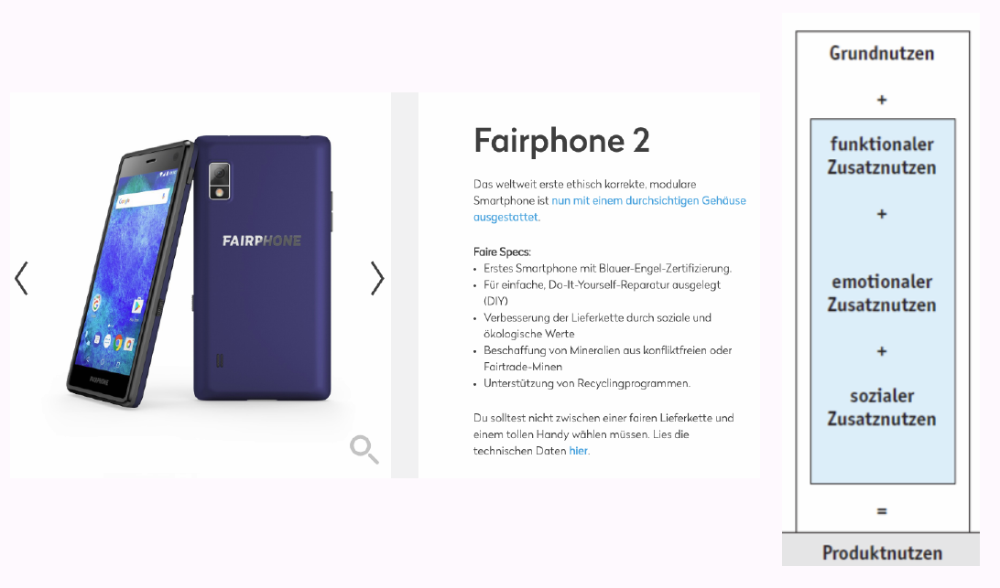 Google
FAIRPHONE
FAIRPHONE
Fairphone 2
Das weltweit erste ethisch korrekte, modulare
Smartphone ist nun mit einem durchsichtigen Gehäuse
ausgestattet.
Faire Specs:
• Erstes Smartphone mit Blauer-Engel-Zertifizierung.
• Für einfache, Do-It-Yourself-Reparatur ausgelegt
(DIY)
• Verbesserung der Lieferkette durch soziale und
ökologische Werte
• Beschaffung von Mineralien aus konfliktfreien oder
Fairtrade-Minen
• Unterstützung von Recyclingprogrammen.
Du solltest nicht zwischen einer fairen Lieferkette und
einem tollen Handy wählen müssen. Lies die
technischen Daten hier.
Grundnutzen
+
funktionaler
Zusatznutzen
+
emotionaler
Zusatznutzen
+
sozialer
Zusatznutzen
=
Produktnutzen